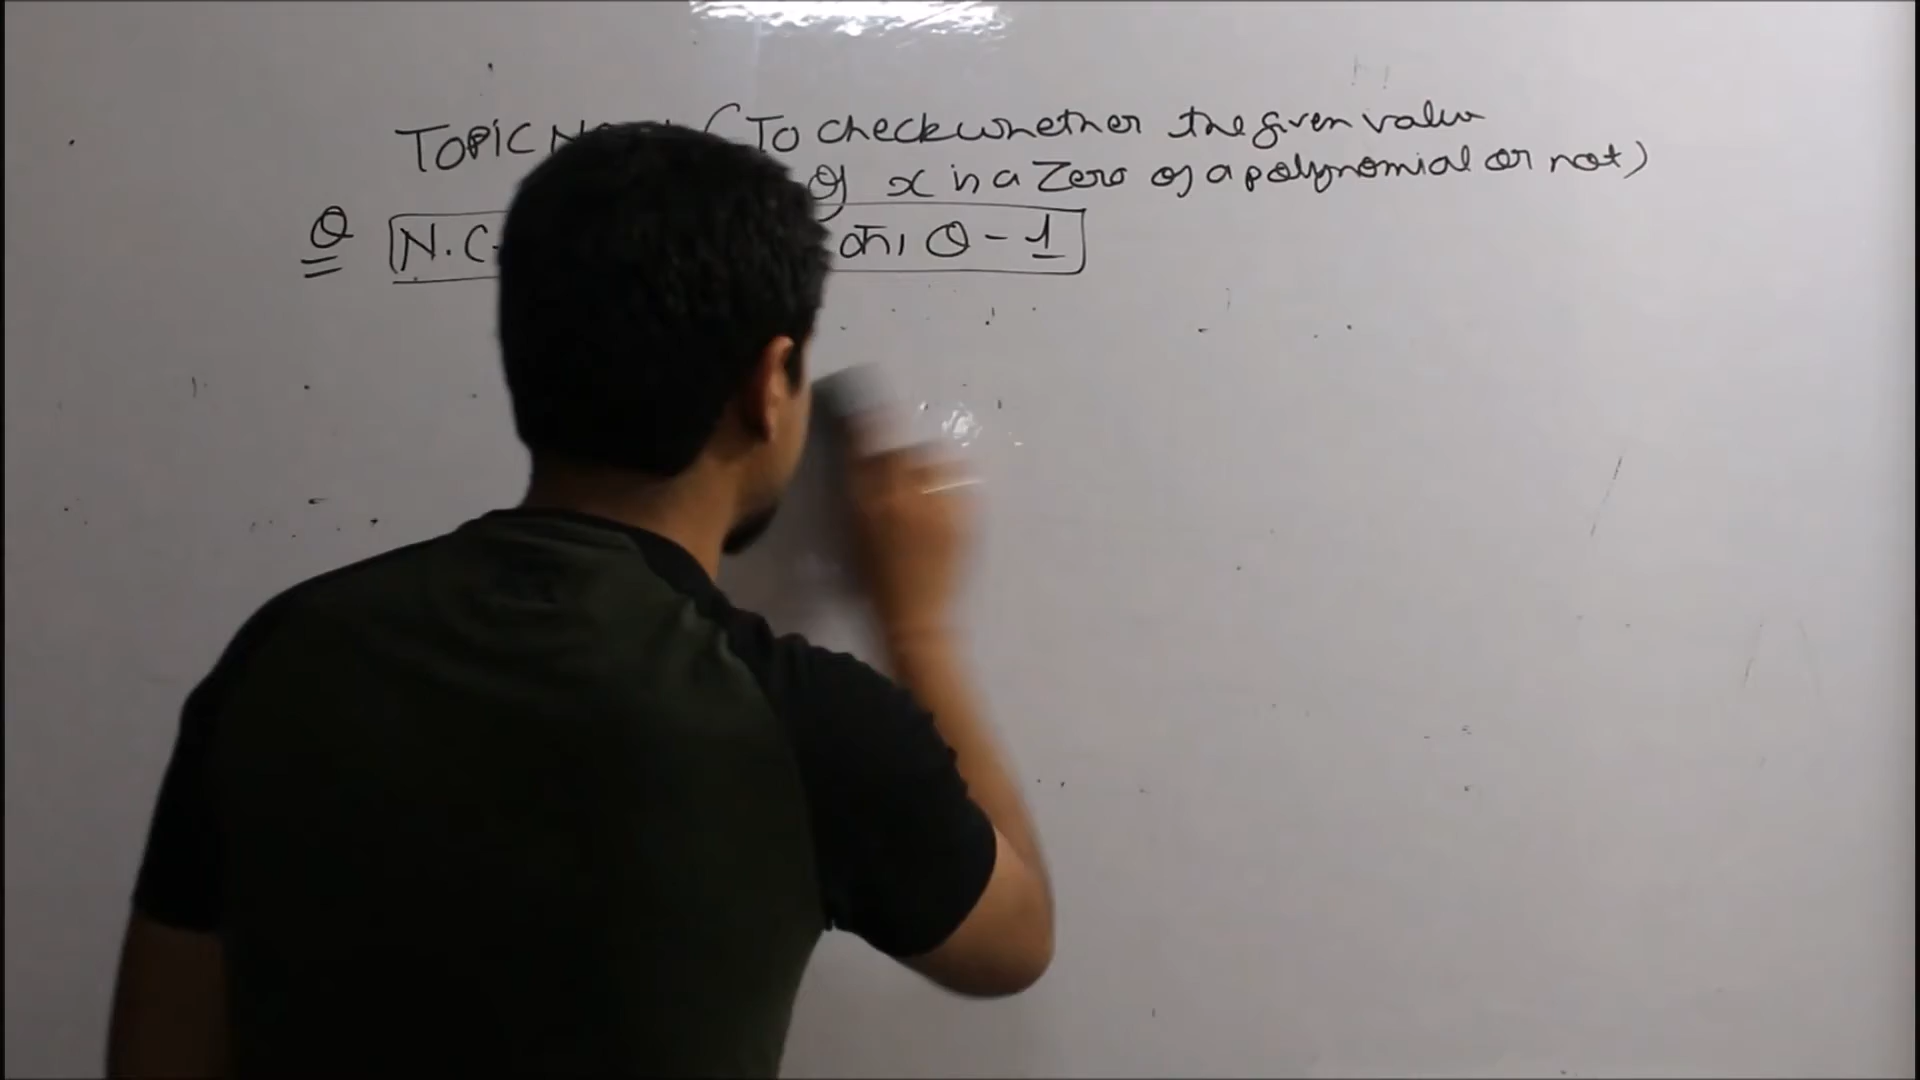 TOPIC (To check whether the given value
of x is a Zero of a polynomial or not)
Q N.C Q-1